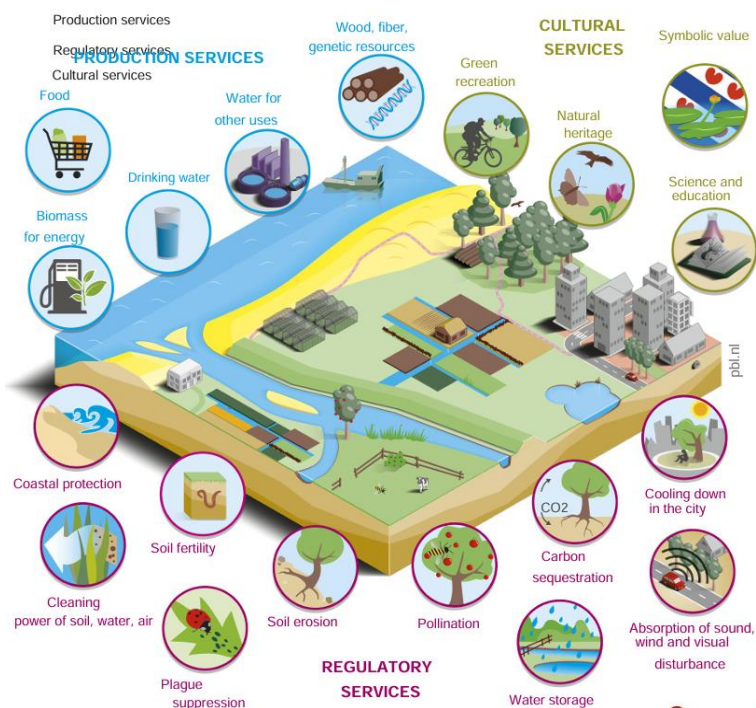 Production services
Regulatory services
Cultural services
PRODUCTION SERVICES
Food
Water for
other uses
Wood, fiber,
genetic resources
Drinking water
Biomass
for energy
CULTURAL
SERVICES
Symbolic value
Green
recreation
Natural
heritage
Science and
education
pbl.nl
Coastal protection
Soil fertility
Cleaning
power of soil, water, air
Plague
suppression
Soil erosion
Pollination
CO2
Carbon
sequestration
Cooling down
in the city
Absorption of sound,
wind and visual
disturbance
Water storage
REGULATORY
SERVICES